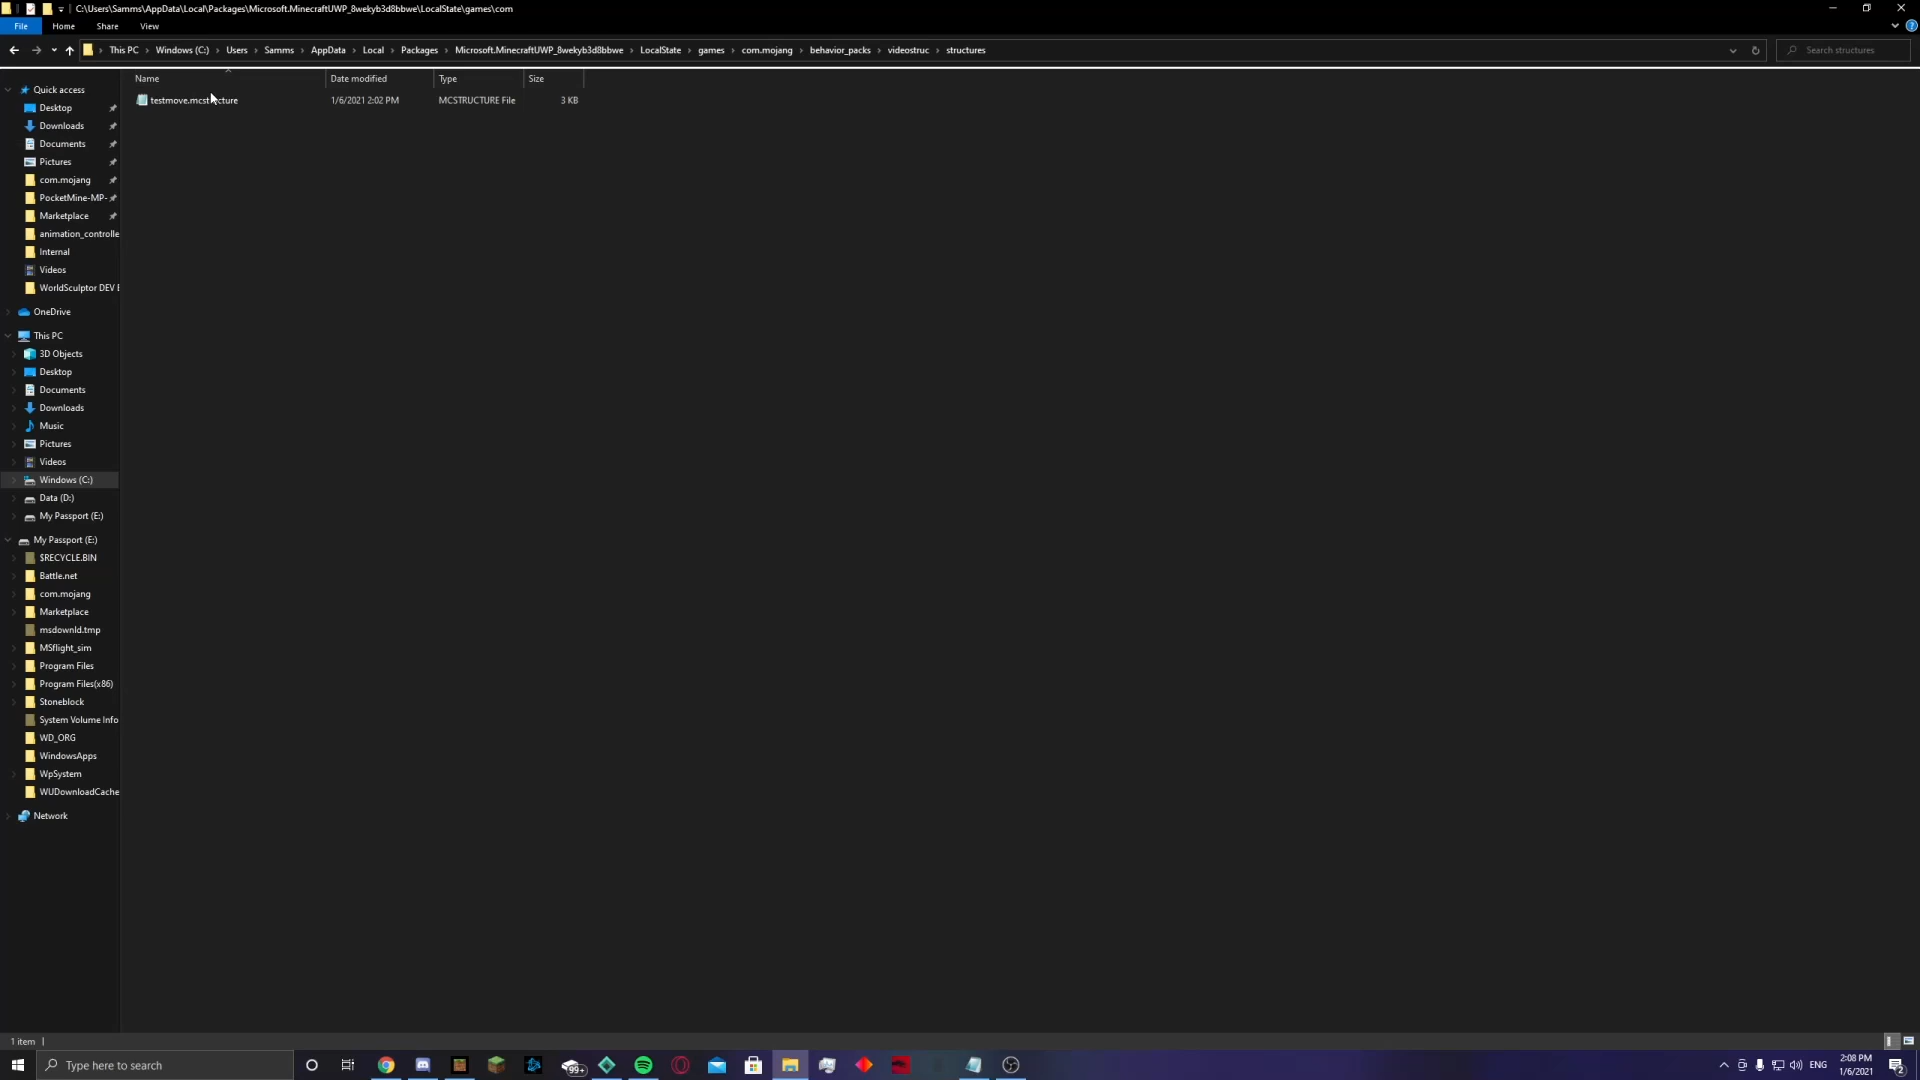 C:\Users\Samms\AppData\Local\Packages\Microsoft.MinecraftUWP_8wekyb3d8bbwe\LocalState\games\com
File Home Share View
This PC Windows (C:) Users Samms AppData Local Packages Microsoft.MinecraftUWP_8wekyb3d8bbwe LocalState games com.mojang behavior_packs videostruc structures Search structures
Name Date modified Type Size
testmove.mcstructure 1/6/2021 2:02 PM MCSTRUCTURE File 3 KB
Quick access
Desktop
Downloads
Documents
Pictures
com.mojang
PocketMine-MP-
Marketplace
animation_controlle
Internal
Videos
WorldSculptor DEV
OneDrive
This PC
3D Objects
Desktop
Documents
Downloads
Music
Pictures
Videos
Windows (C:)
Data (D:)
My Passport (E:)
My Passport (E:)
$RECYCLE.BIN
Battle.net
com.mojang
Marketplace
msdownld.tmp
MSflight_sim
Program Files
Program Files(x86)
Stoneblock
System Volume Info
WD_ORG
WindowsApps
WpSystem
WUDownloadCache
Network
1 item
Type here to search 99+ ENG 2:08 PM
1/6/2021 2